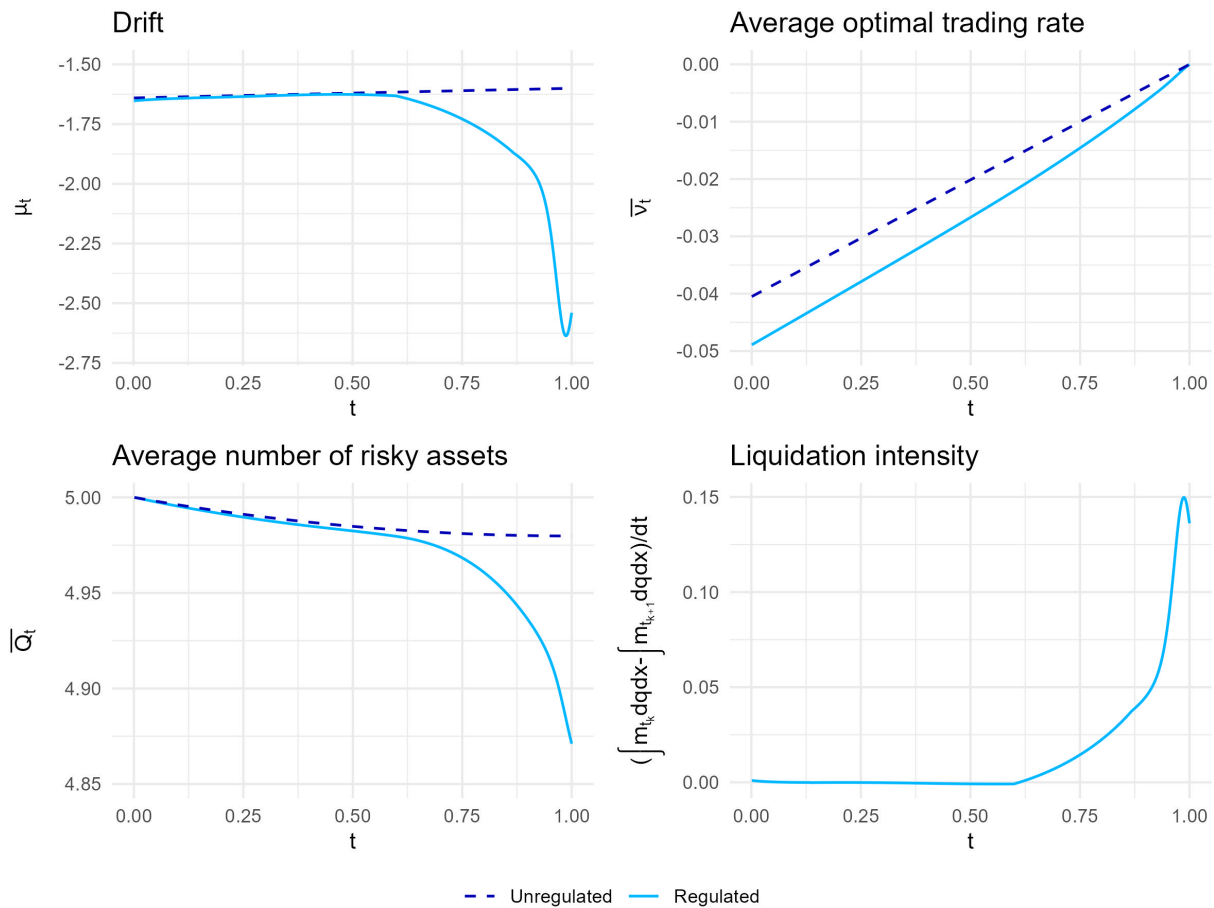 Drift
μt
-1.50
-1.75
-2.00
-2.25
-2.50
-2.75
0.00 0.25 0.50 0.75 1.00
t
Average optimal trading rate
ν̅t
0.00
-0.01
-0.02
-0.03
-0.04
-0.05
0.00 0.25 0.50 0.75 1.00
t
Average number of risky assets
Q̅t
5.00
4.95
4.90
4.85
0.00 0.25 0.50 0.75 1.00
t
Liquidation intensity
(∫mtkdqdx-∫mtk+1dqdx)/dt
0.15
0.10
0.05
0.00
0.00 0.25 0.50 0.75 1.00
t
Unregulated Regulated